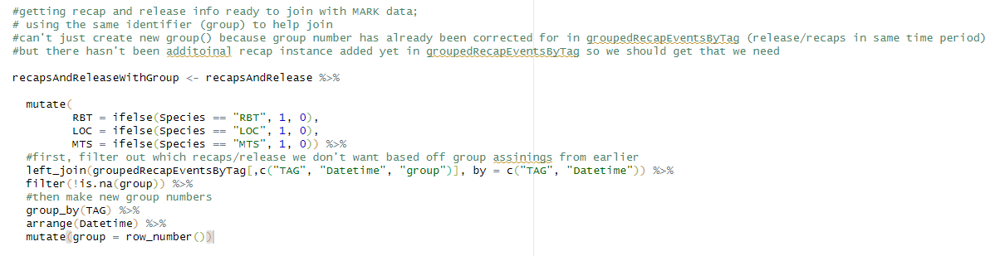 #getting recap and release info ready to join with MARK data;
# using the same identifier (group) to help join
#can't just create new group() because group number has already been corrected for in groupedRecapEventsByTag (release/recaps in same time period)
#but there hasn't been additoinal recap instance added yet in groupedRecapEventsByTag so we should get that we need
recapsAndReleaseWithGroup <- recapsAndRelease %>%
mutate(
RBT = ifelse(Species == "RBT", 1, 0),
LOC = ifelse(Species == "LOC", 1, 0),
MTS = ifelse(Species == "MTS", 1, 0)) %>%
#first, filter out which recaps/release we don't want based off group assinings from earlier
left_join(groupedRecapEventsByTag[,c("TAG", "Datetime", "group")], by = c("TAG", "Datetime")) %>%
filter(!is.na(group)) %>%
#then make new group numbers
group_by(TAG) %>%
arrange(Datetime) %>%
mutate(group = row_number())